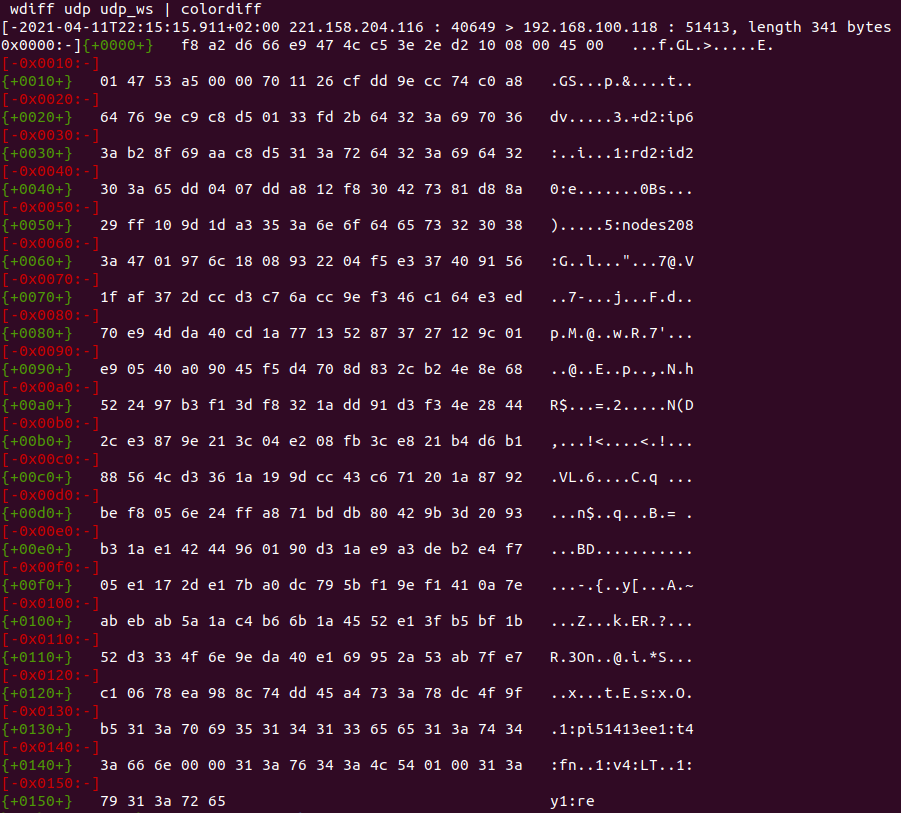 wdiff udp udp_ws | colordiff
[-2021-04-11T22:15:15.911+02:00 221.158.204.116 : 40649 > 192.168.100.118 : 51413, length 341 bytes
0x0000:-]{+0000+}   f8 a2 d6 66 e9 47 4c c5 3e 2e d2 10 08 00 45 00   ...f.GL.>.....E.
[-0x0010:-]
{+0010+}   01 47 53 a5 00 00 70 11 26 cf dd 9e cc 74 c0 a8   .GS...p.&....t..
[-0x0020:-]
{+0020+}   64 76 9e c9 c8 d5 01 33 fd 2b 64 32 3a 69 70 36   dv.....3.+d2:ip6
[-0x0030:-]
{+0030+}   3a b2 8f 69 aa c8 d5 31 3a 72 64 32 3a 69 64 32   :..i...1:rd2:id2
[-0x0040:-]
{+0040+}   30 3a 65 dd 04 07 dd a8 12 f8 30 42 73 81 d8 8a   0:e.......0Bs...
[-0x0050:-]
{+0050+}   29 ff 10 9d 1d a3 35 3a 6e 6f 64 65 73 32 30 38   ).....5:nodes208
[-0x0060:-]
{+0060+}   3a 47 01 97 6c 18 08 93 22 04 f5 e3 37 40 91 56   :G..l..."...7@.V
[-0x0070:-]
{+0070+}   1f af 37 2d cc d3 c7 6a cc 9e f3 46 c1 64 e3 ed   ..7-...j...F.d..
[-0x0080:-]
{+0080+}   70 e9 4d da 40 cd 1a 77 13 52 87 37 27 12 9c 01   p.M.@..w.R.7'...
[-0x0090:-]
{+0090+}   e9 05 40 a0 90 45 f5 d4 70 8d 83 2c b2 4e 8e 68   ..@..E..p..,.N.h
[-0x00a0:-]
{+00a0+}   52 24 97 b3 f1 3d f8 32 1a dd 91 d3 f3 4e 28 44   R$...=.2.....N(D
[-0x00b0:-]
{+00b0+}   2c e3 87 9e 21 3c 04 e2 08 fb 3c e8 21 b4 d6 b1   ,...!<....<.!...
[-0x00c0:-]
{+00c0+}   88 56 4c d3 36 1a 19 9d cc 43 c6 71 20 1a 87 92   .VL.6....C.q ...
[-0x00d0:-]
{+00d0+}   be f8 05 6e 24 ff a8 71 bd db 80 42 9b 3d 20 93   ...n$..q...B.= .
[-0x00e0:-]
{+00e0+}   b3 1a e1 42 44 96 01 90 d3 1a e9 a3 de b2 e4 f7   ...BD...........
[-0x00f0:-]
{+00f0+}   05 e1 17 2d e1 7b a0 dc 79 5b f1 9e f1 41 0a 7e   ...-.{..y[...A.~
[-0x0100:-]
{+0100+}   ab eb ab 5a 1a c4 b6 6b 1a 45 52 e1 3f b5 bf 1b   ...Z...k.ER.?...
[-0x0110:-]
{+0110+}   52 d3 33 4f 6e 9e da 40 e1 69 95 2a 53 ab 7f e7   R.3On..@.i.*S...
[-0x0120:-]
{+0120+}   c1 06 78 ea 98 8c 74 dd 45 a4 73 3a 78 dc 4f 9f   ..x...t.E.s:x.O.
[-0x0130:-]
{+0130+}   b5 31 3a 70 69 35 31 34 31 33 65 65 31 3a 74 34   .1:pi51413ee1:t4
[-0x0140:-]
{+0140+}   3a 66 6e 00 00 31 3a 76 34 3a 4c 54 01 00 31 3a   :fn..1:v4:LT..1:
[-0x0150:-]
{+0150+}   79 31 3a 72 65   y1:re